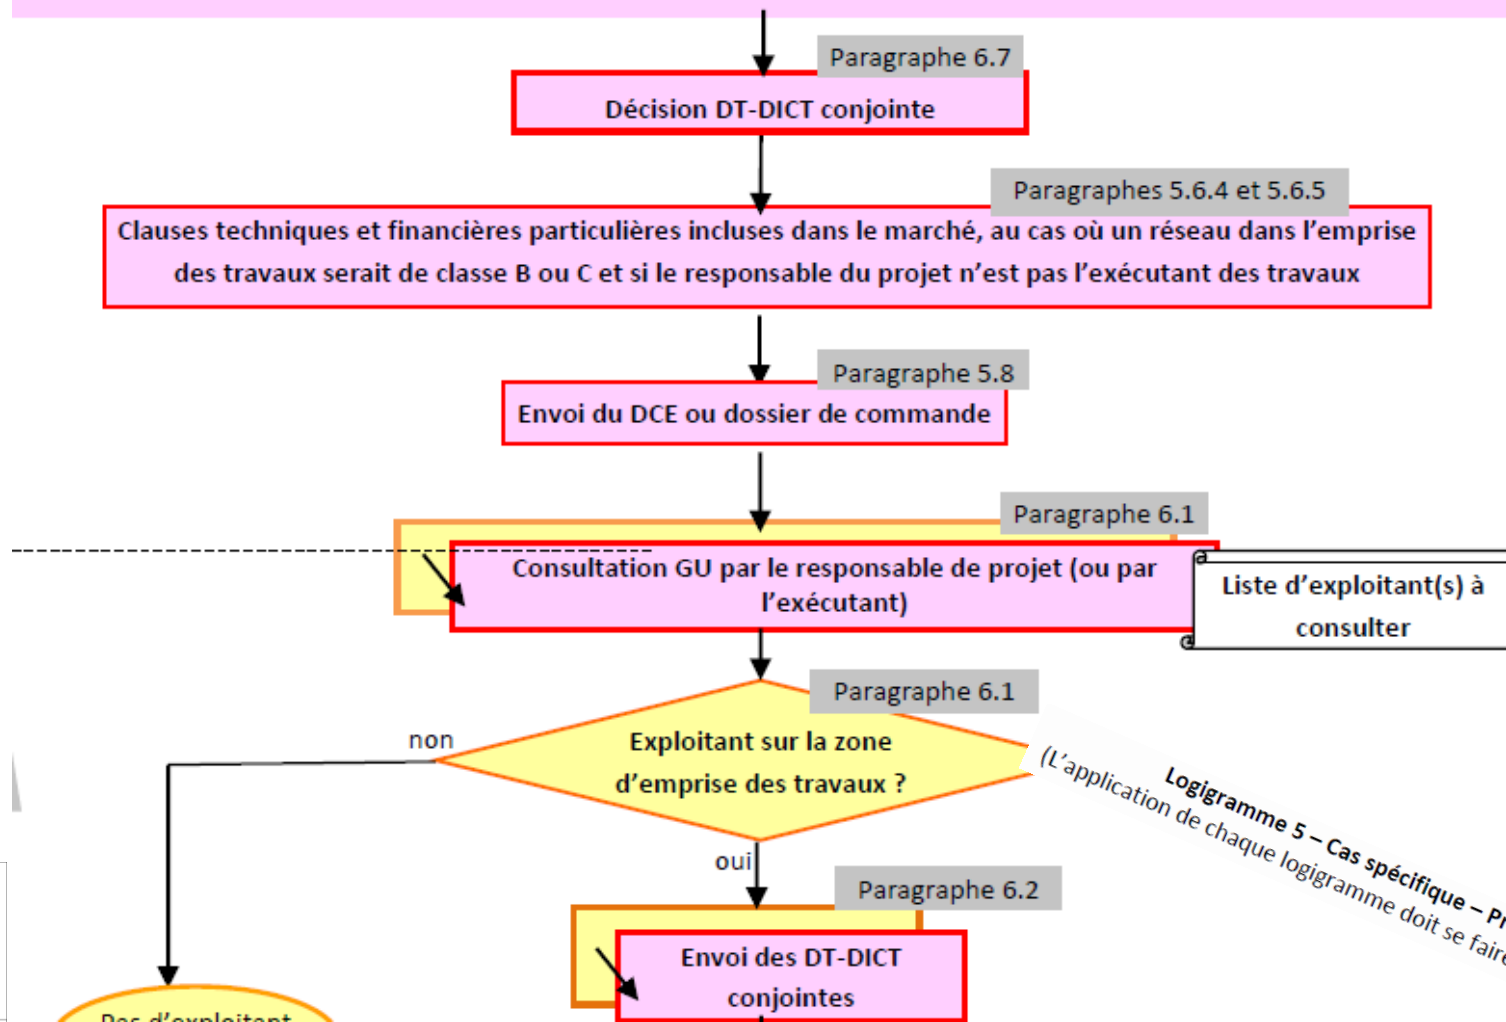 Paragraphe 6.7
Décision DT-DICT conjointe
Paragraphes 5.6.4 et 5.6.5
Clauses techniques et financières particulières incluses dans le marché, au cas où un réseau dans l’emprise
des travaux serait de classe B ou C et si le responsable du projet n’est pas l’exécutant des travaux
Paragraphe 5.8
Envoi du DCE ou dossier de commande
Paragraphe 6.1
Consultation GU par le responsable de projet (ou par
l’exécutant)
Liste d’exploitant(s) à
consulter
Paragraphe 6.1
non
Exploitant sur la zone
d’emprise des travaux ?
Logigramme 5 – Cas spécifique – Pr
(L’application de chaque logigramme doit se faire
oui
Paragraphe 6.2
Envoi des DT-DICT
conjointes
Pas d’exploitant